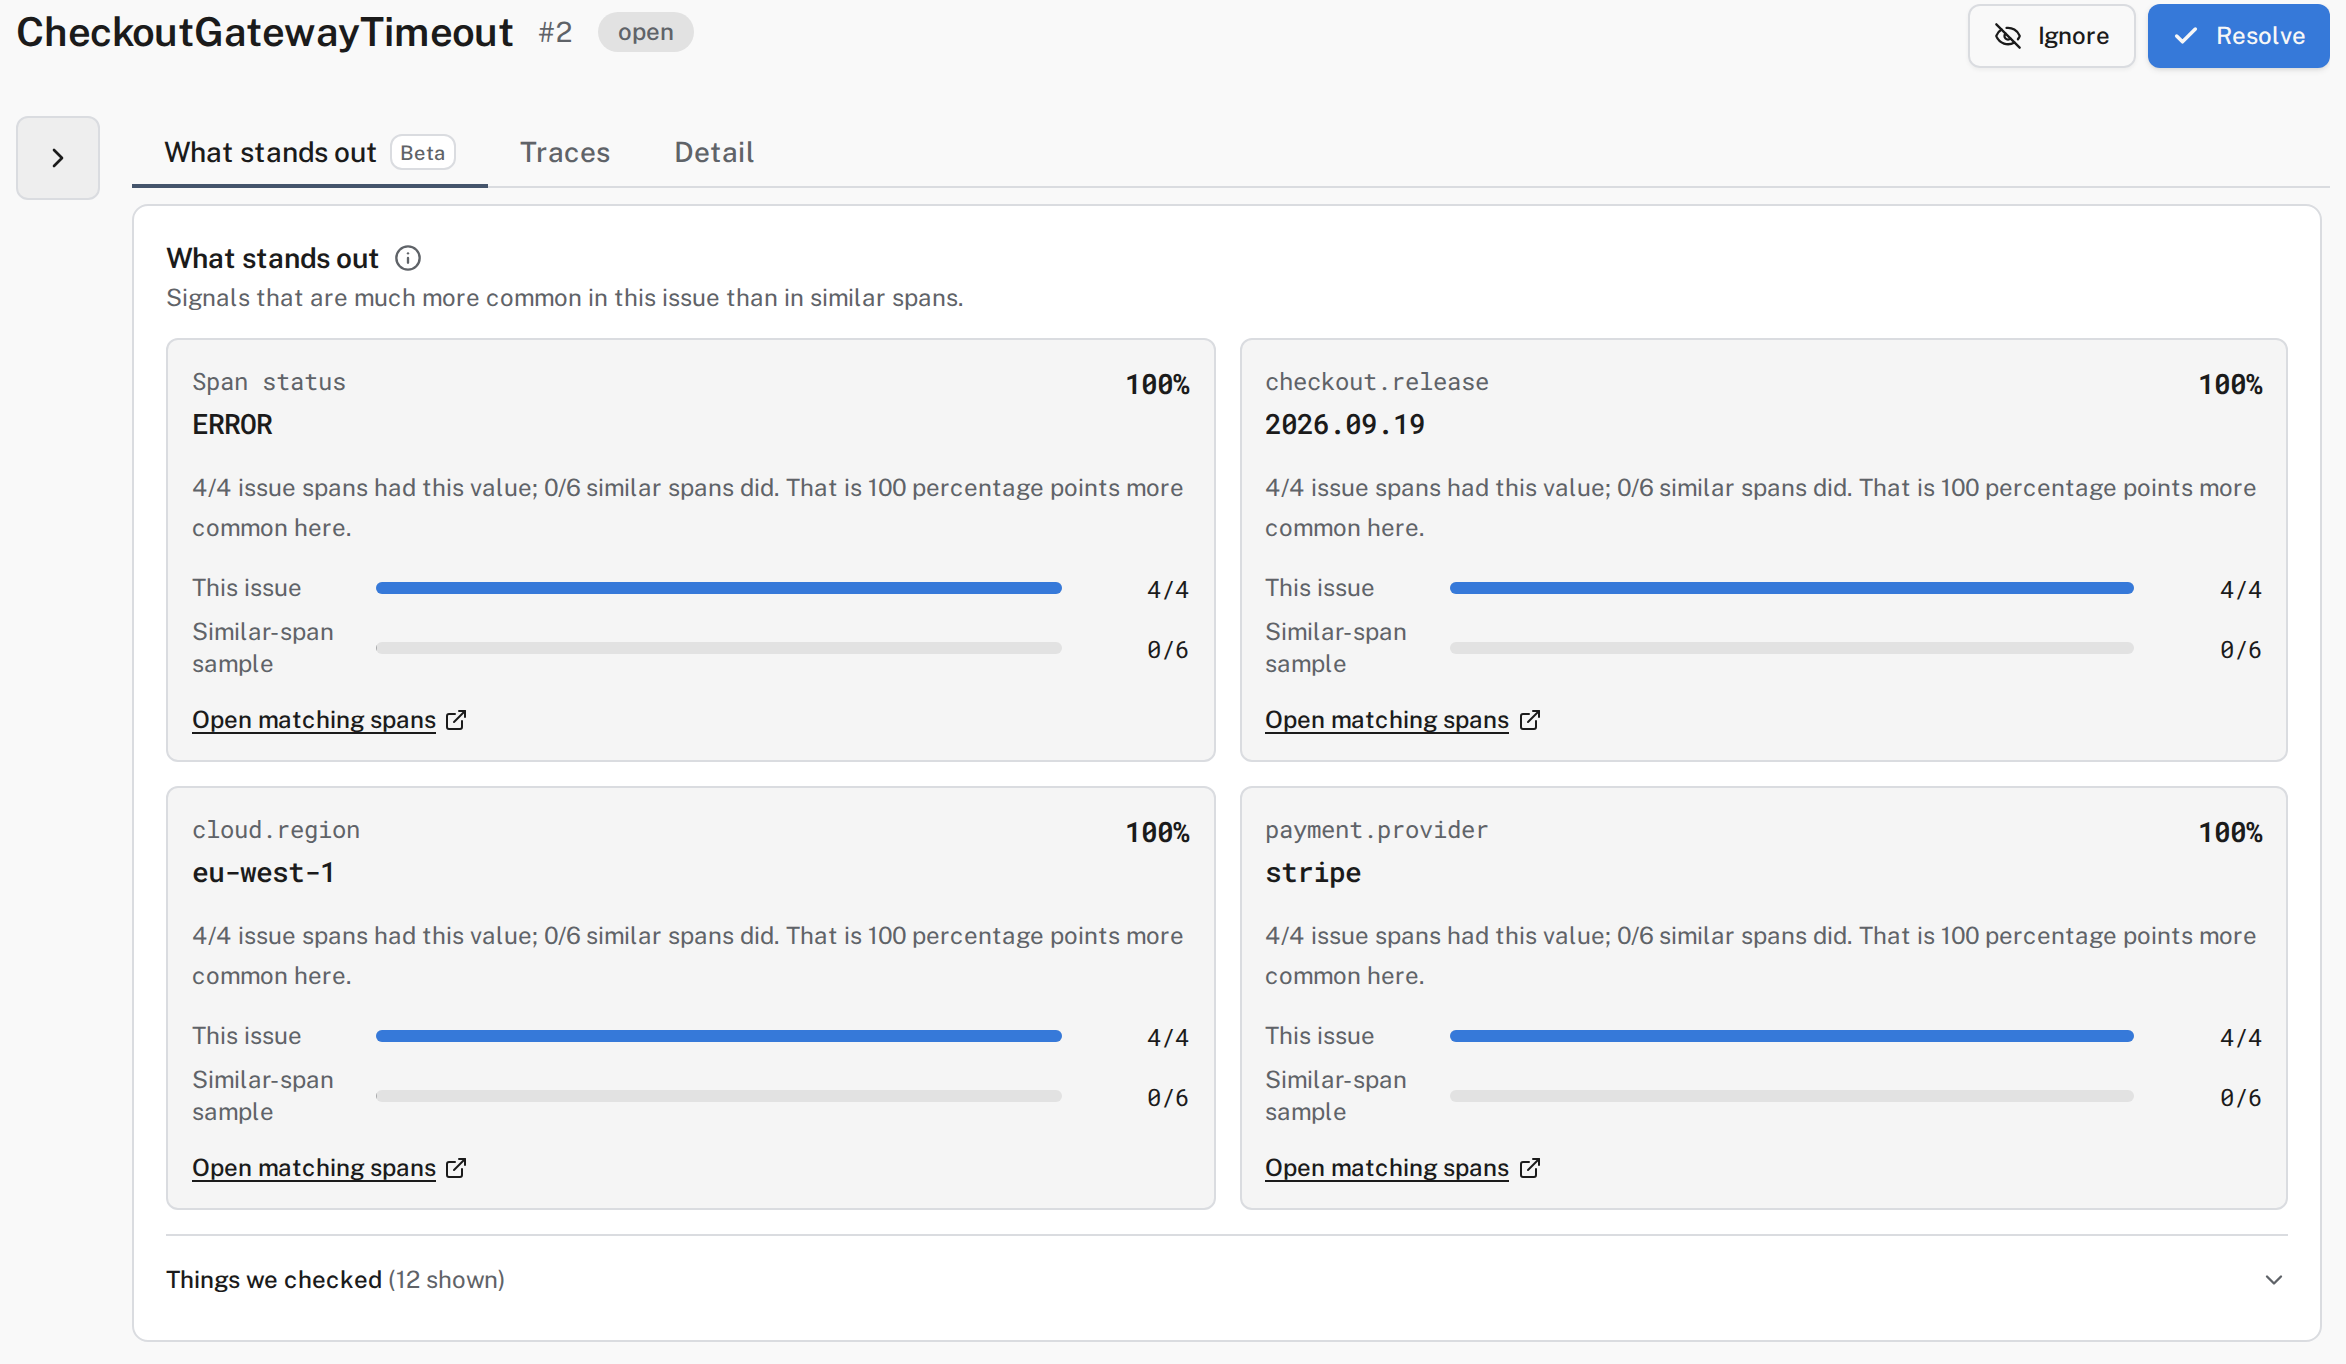 CheckoutGatewayTimeout #2 open
Ignore
Resolve
What stands out Beta
Traces
Detail
What stands out
Signals that are much more common in this issue than in similar spans.
Span status
100%
ERROR
4/4 issue spans had this value; 0/6 similar spans did. That is 100 percentage points more
common here.
This issue
4/4
Similar-span
sample
0/6
Open matching spans
checkout.release
100%
2026.09.19
4/4 issue spans had this value; 0/6 similar spans did. That is 100 percentage points more
common here.
This issue
4/4
Similar-span
sample
0/6
Open matching spans
cloud.region
100%
eu-west-1
4/4 issue spans had this value; 0/6 similar spans did. That is 100 percentage points more
common here.
This issue
4/4
Similar-span
sample
0/6
Open matching spans
payment.provider
100%
stripe
4/4 issue spans had this value; 0/6 similar spans did. That is 100 percentage points more
common here.
This issue
4/4
Similar-span
sample
0/6
Open matching spans
Things we checked (12 shown)